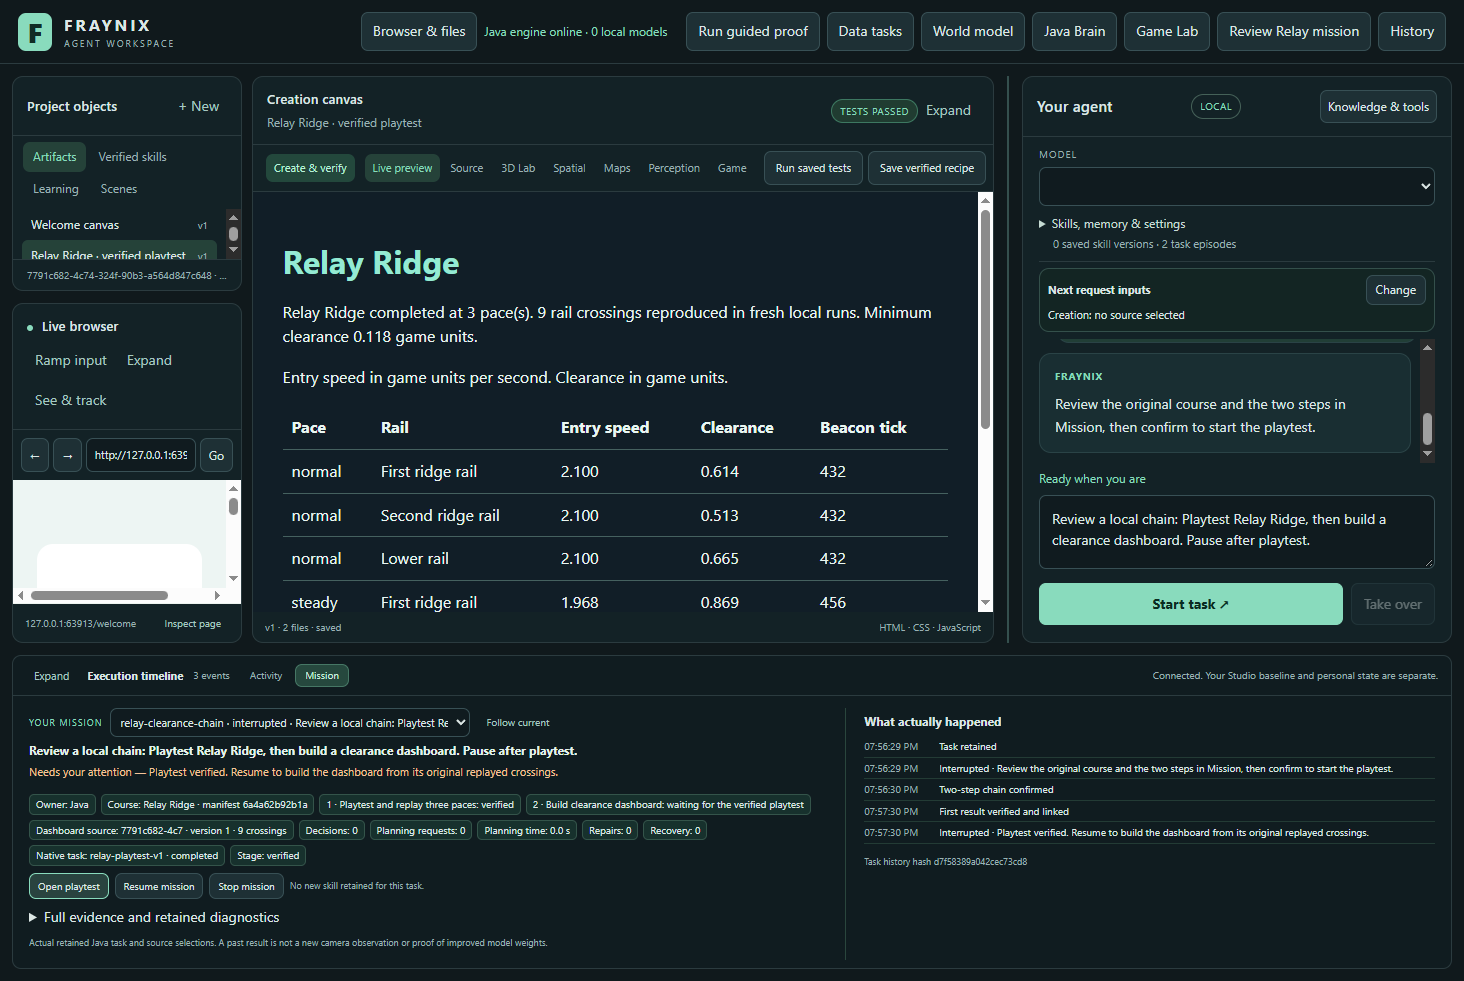 F
FRAYNIX
AGENT WORKSPACE
Browser & files
Java engine online · 0 local models
Run guided proof
Data tasks
World model
Java Brain
Game Lab
Review Relay mission
History
Project objects
+ New
Artifacts
Verified skills
Learning
Scenes
Welcome canvas
v1
Relay Ridge · verified playtest
v1
7791c682-4c74-324f-90b3-a564d847c648 · ...
Live browser
Ramp input
Expand
See & track
←
→
http://127.0.0.1:639
Go
127.0.0.1:63913/welcome
Inspect page
Creation canvas
Relay Ridge · verified playtest
TESTS PASSED
Expand
Create & verify
Live preview
Source
3D Lab
Spatial
Maps
Perception
Game
Run saved tests
Save verified recipe
Relay Ridge
Relay Ridge completed at 3 pace(s). 9 rail crossings reproduced in fresh local runs. Minimum
clearance 0.118 game units.
Entry speed in game units per second. Clearance in game units.
Pace Rail Entry speed Clearance Beacon tick
normal First ridge rail 2.100 0.614 432
normal Second ridge rail 2.100 0.513 432
normal Lower rail 2.100 0.665 432
steady First ridge rail 1.968 0.869 456
v1 · 2 files · saved
HTML · CSS · JavaScript
Your agent
LOCAL
Knowledge & tools
MODEL
Skills, memory & settings
0 saved skill versions · 2 task episodes
Next request inputs
Change
Creation: no source selected
FRAYNIX
Review the original course and the two steps in
Mission, then confirm to start the playtest.
Ready when you are
Review a local chain: Playtest Relay Ridge, then build a
clearance dashboard. Pause after playtest.
Start task ↗
Take over
Expand
Execution timeline
3 events
Activity
Mission
Connected. Your Studio baseline and personal state are separate.
YOUR MISSION
relay-clearance-chain · interrupted · Review a local chain: Playtest Re
Follow current
Review a local chain: Playtest Relay Ridge, then build a clearance dashboard. Pause after playtest.
Needs your attention — Playtest verified. Resume to build the dashboard from its original replayed crossings.
Owner: Java
Course: Relay Ridge · manifest 6a4a62b92b1a
1 · Playtest and replay three paces: verified
2 · Build clearance dashboard: waiting for the verified playtest
Dashboard source: 7791c682-4c7 · version 1 · 9 crossings
Decisions: 0
Planning requests: 0
Planning time: 0.0 s
Repairs: 0
Recovery: 0
Native task: relay-playtest-v1 · completed
Stage: verified
Open playtest
Resume mission
Stop mission
No new skill retained for this task.
Full evidence and retained diagnostics
Actual retained Java task and source selections. A past result is not a new camera observation or proof of improved model weights.
What actually happened
07:56:29 PM Task retained
07:56:29 PM Interrupted · Review the original course and the two steps in Mission, then confirm to start the playtest.
07:56:30 PM Two-step chain confirmed
07:57:30 PM First result verified and linked
07:57:30 PM Interrupted · Playtest verified. Resume to build the dashboard from its original replayed crossings.
Task history hash d7f58389a042cec73cd8